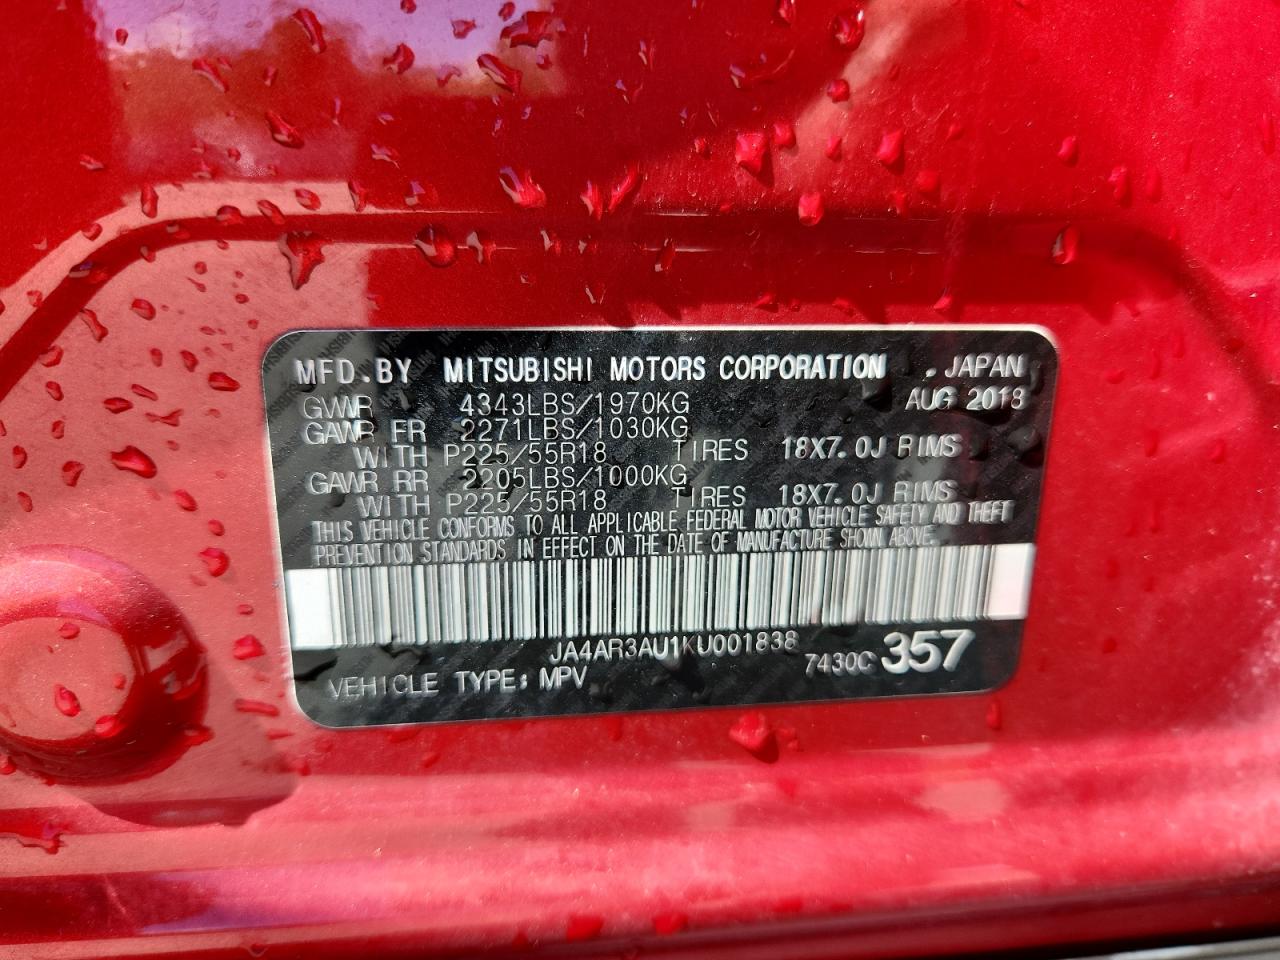 MFD.BY MITSUBISHI MOTORS CORPORATION , JAPAN
GVWR 4343LBS/1970KG AUG 2018
GAWR FR 2271LBS/1030KG
WITH P225/55R18 TIRES 18X7.0J RIMS
GAWR RR 2205LBS/1000KG
WITH P225/55R18 TIRES 18X7.0J RIMS
THIS VEHICLE CONFORMS TO ALL APPLICABLE FEDERAL MOTOR VEHICLE SAFETY AND THEFT
PREVENTION STANDARDS IN EFFECT ON THE DATE OF MANUFACTURE SHOWN ABOVE.
JA4AR3AU1KU001838
7430C 357
VEHICLE TYPE: MPV